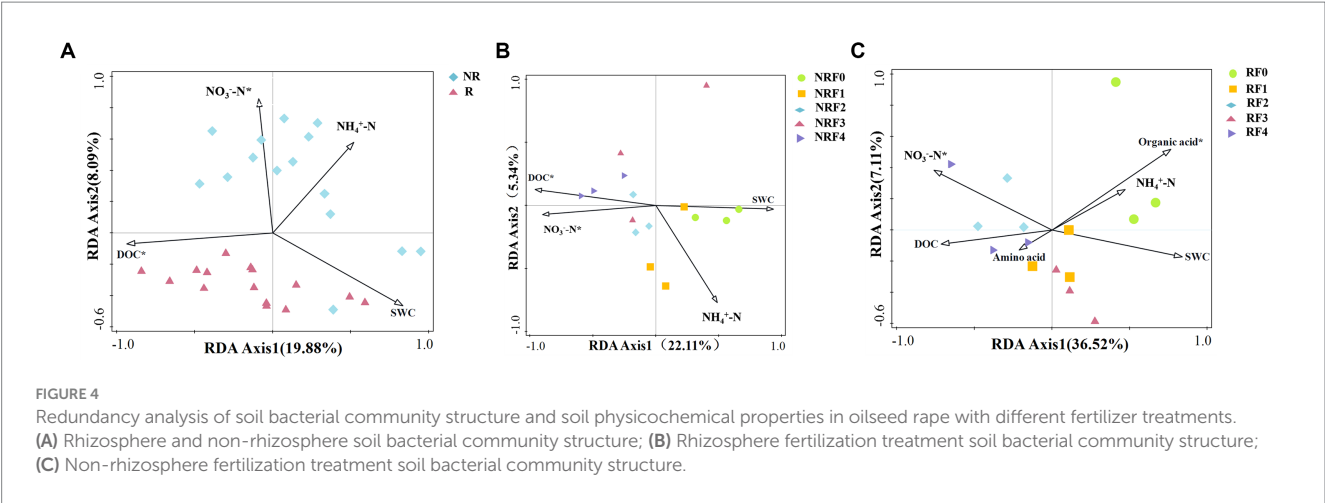 A
1.0
NO₃⁻-N*
NH₄⁺-N
DOC*
SWC
RDA Axis2(8.09%)
-0.6
-1.0
1.0
RDA Axis1(19.88%)
NR
R
B
1.0
DOC*
NO₃⁻-N*
SWC
NH₄⁺-N
RDA Axis2（5.34%）
-1.0
-1.0
1.0
RDA Axis1（22.11%）
NRF0
NRF1
NRF2
NRF3
NRF4
C
1.0
NO₃⁻-N*
Organic acid*
NH₄⁺-N
DOC
Amino acid
SWC
RDA Axis2(7.11%)
-0.6
-1.0
1.0
RDA Axis1(36.52%)
RF0
RF1
RF2
RF3
RF4
FIGURE 4
Redundancy analysis of soil bacterial community structure and soil physicochemical properties in oilseed rape with different fertilizer treatments.
(A) Rhizosphere and non-rhizosphere soil bacterial community structure; (B) Rhizosphere fertilization treatment soil bacterial community structure;
(C) Non-rhizosphere fertilization treatment soil bacterial community structure.